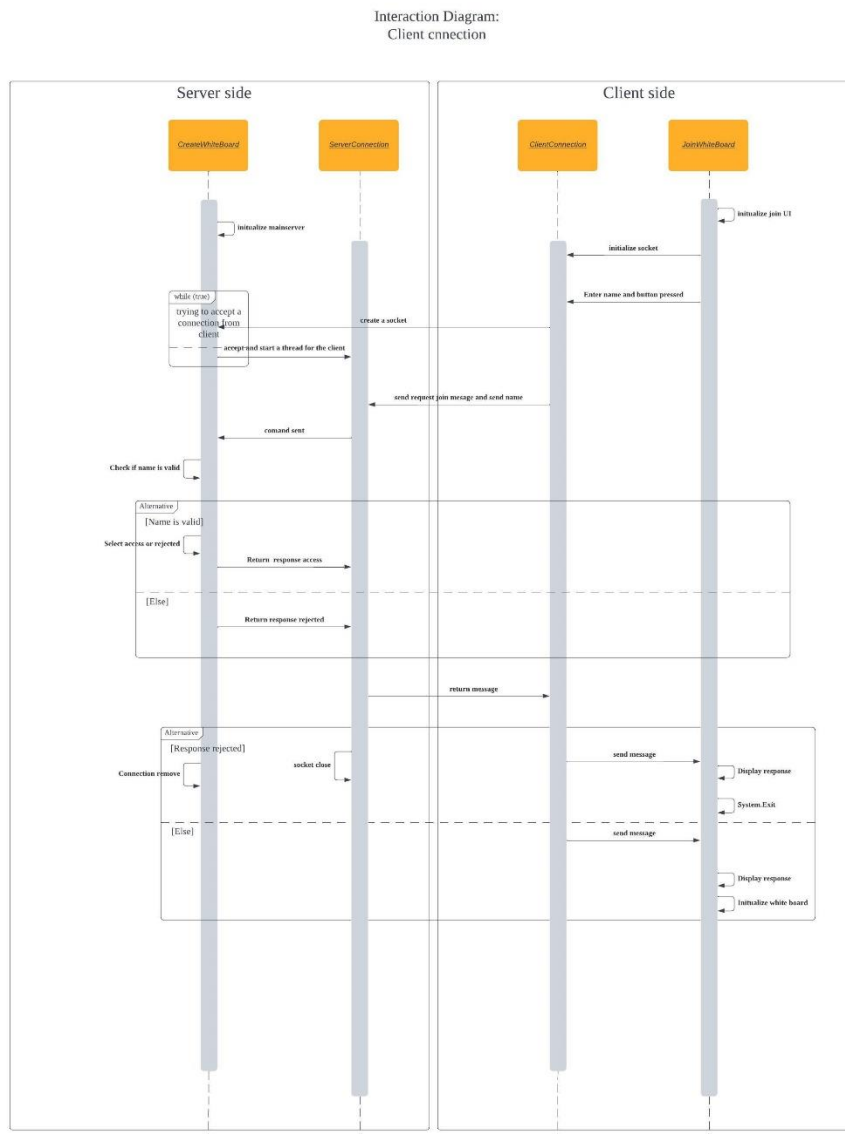 Interaction Diagram:
Client cnnection
Server side
Client side
CreateWhiteBoard
ServerConnection
ClientConnection
JoinWhiteBoard
initualize join UI
initualize mainserver
initialize socket
while (true)
Enter name and button pressed
trying to accept a
connection from
client
create a socket
accept and start a thread for the client
send request join mesage and send name
comand sent
Check if name is valid
Alternative
[Name is valid]
Select access or rejected
Return response access
[Else]
Return response rejected
return message
Alternative
[Response rejected]
send message
socket close
Connection remove
Display response
System.Exit
[Else]
send message
Display response
Initualize white board